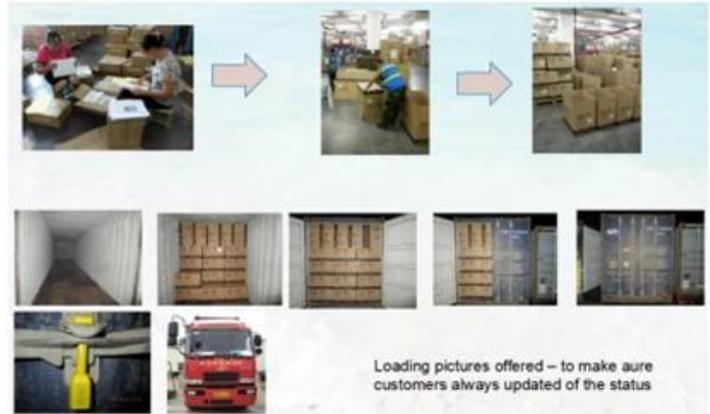 Loading pictures offered – to make aure
customers always updated of the status